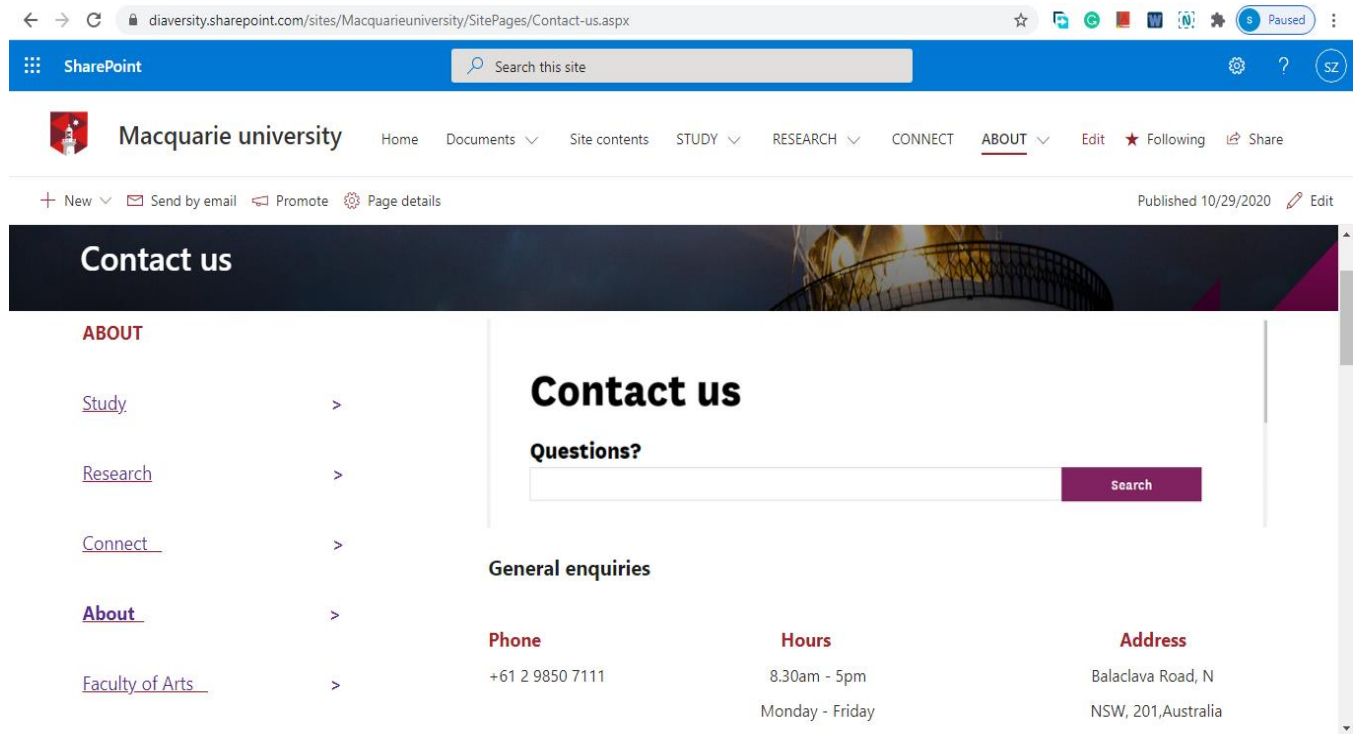 diaversity.sharepoint.com/sites/Macquarieuniversity/SitePages/Contact-us.aspx S Paused
SharePoint Search this site ? SZ
Macquarie university Home Documents Site contents STUDY RESEARCH CONNECT ABOUT Edit Following Share
New Send by email Promote Page details Published 10/29/2020 Edit
Contact us
ABOUT
Study >
Research >
Connect >
About >
Faculty of Arts >
Contact us
Questions?
Search
General enquiries
Phone Hours Address
+61 2 9850 7111 8.30am - 5pm Balaclava Road, N
Monday - Friday NSW, 201,Australia